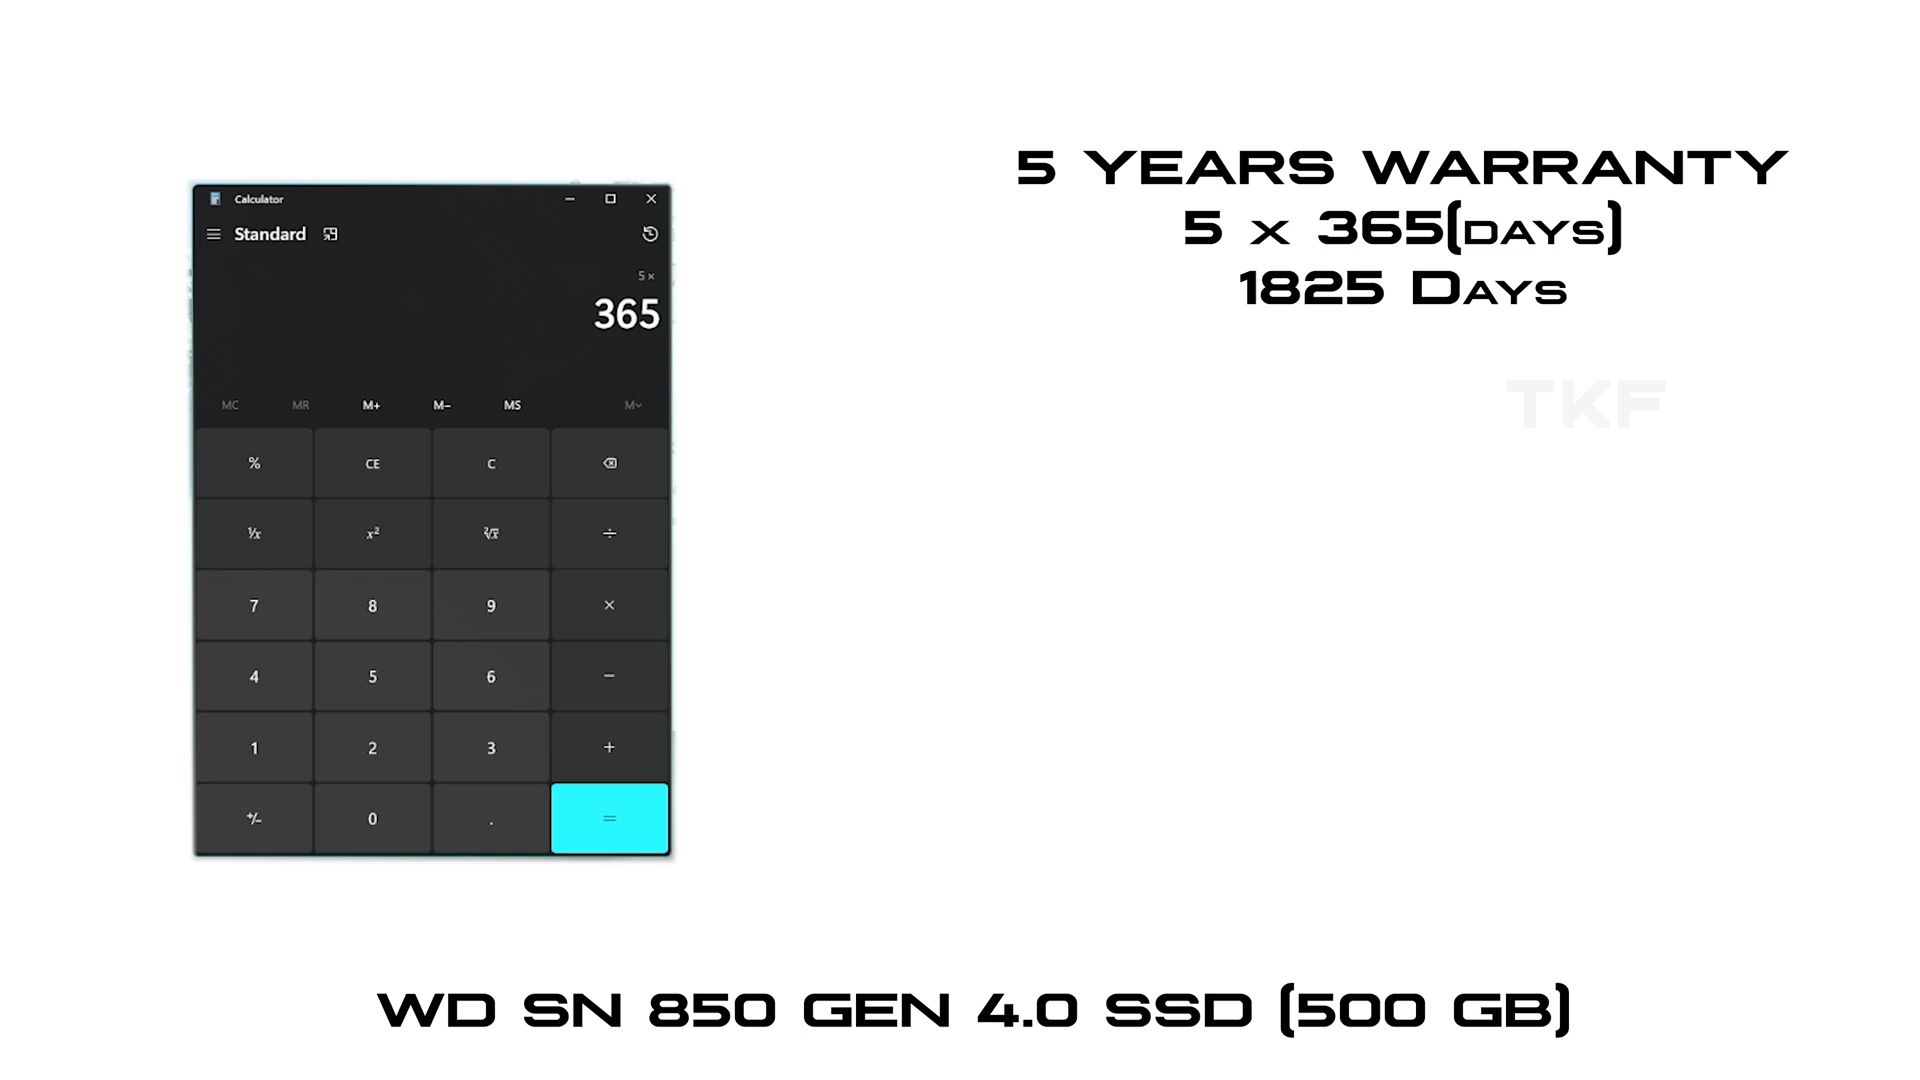 Calculator
Standard
5 ×
365
MC MR M+ M- MS M˅
% CE C
⅟x x² ²√x ÷
7 8 9 ×
4 5 6 −
1 2 3 +
+/− 0 . =
5 YEARS WARRANTY
5 x 365(DAYS)
1825 DAYS
TKF
WD SN 850 GEN 4.0 SSD (500 GB)